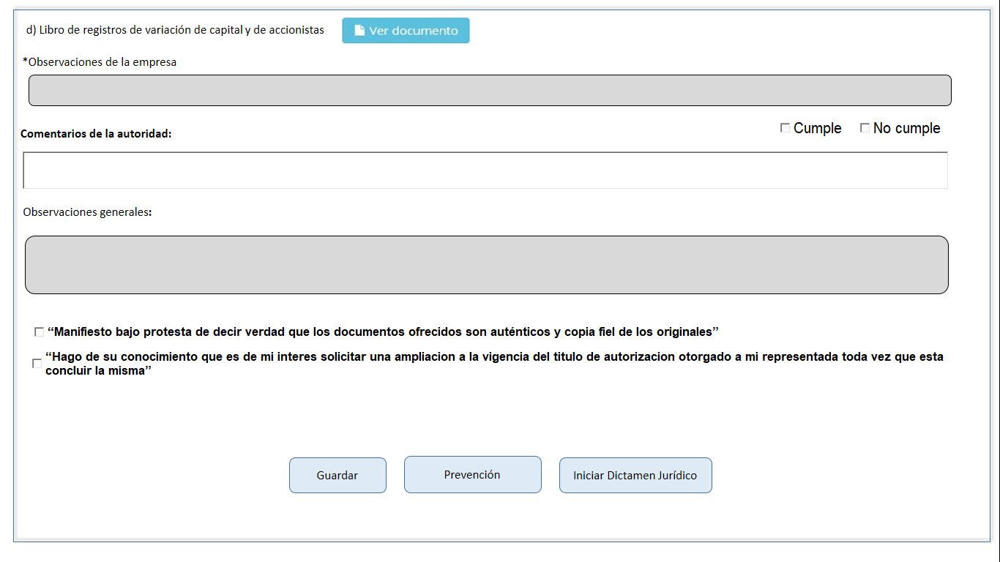 d) Libro de registros de variación de capital y de accionistas
Ver documento
*Observaciones de la empresa
Cumple
No cumple
Comentarios de la autoridad:
Observaciones generales:
“Manifiesto bajo protesta de decir verdad que los documentos ofrecidos son auténticos y copia fiel de los originales”
“Hago de su conocimiento que es de mi interes solicitar una ampliacion a la vigencia del titulo de autorizacion otorgado a mi representada toda vez que esta
concluir la misma”
Guardar
Prevención
Iniciar Dictamen Jurídico